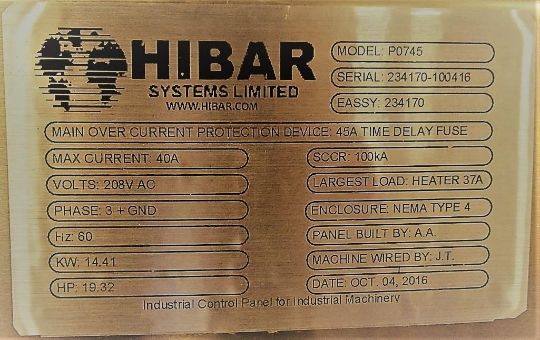 HIBAR
SYSTEMS LIMITED
WWW.HIBAR.COM
MODEL: P0745
SERIAL: 234170-100416
EASSY: 234170
MAIN OVER CURRENT PROTECTION DEVICE: 45A TIME DELAY FUSE
MAX CURRENT: 40A
SCCR: 100kA
VOLTS: 208V AC
LARGEST LOAD: HEATER 37A
PHASE: 3 + GND
ENCLOSURE: NEMA TYPE 4
Hz: 60
PANEL BUILT BY: A.A.
KW: 14.41
MACHINE WIRED BY: J.T.
HP: 19.32
DATE: OCT. 04, 2016
Industrial Control Panel for Industrial Machinery